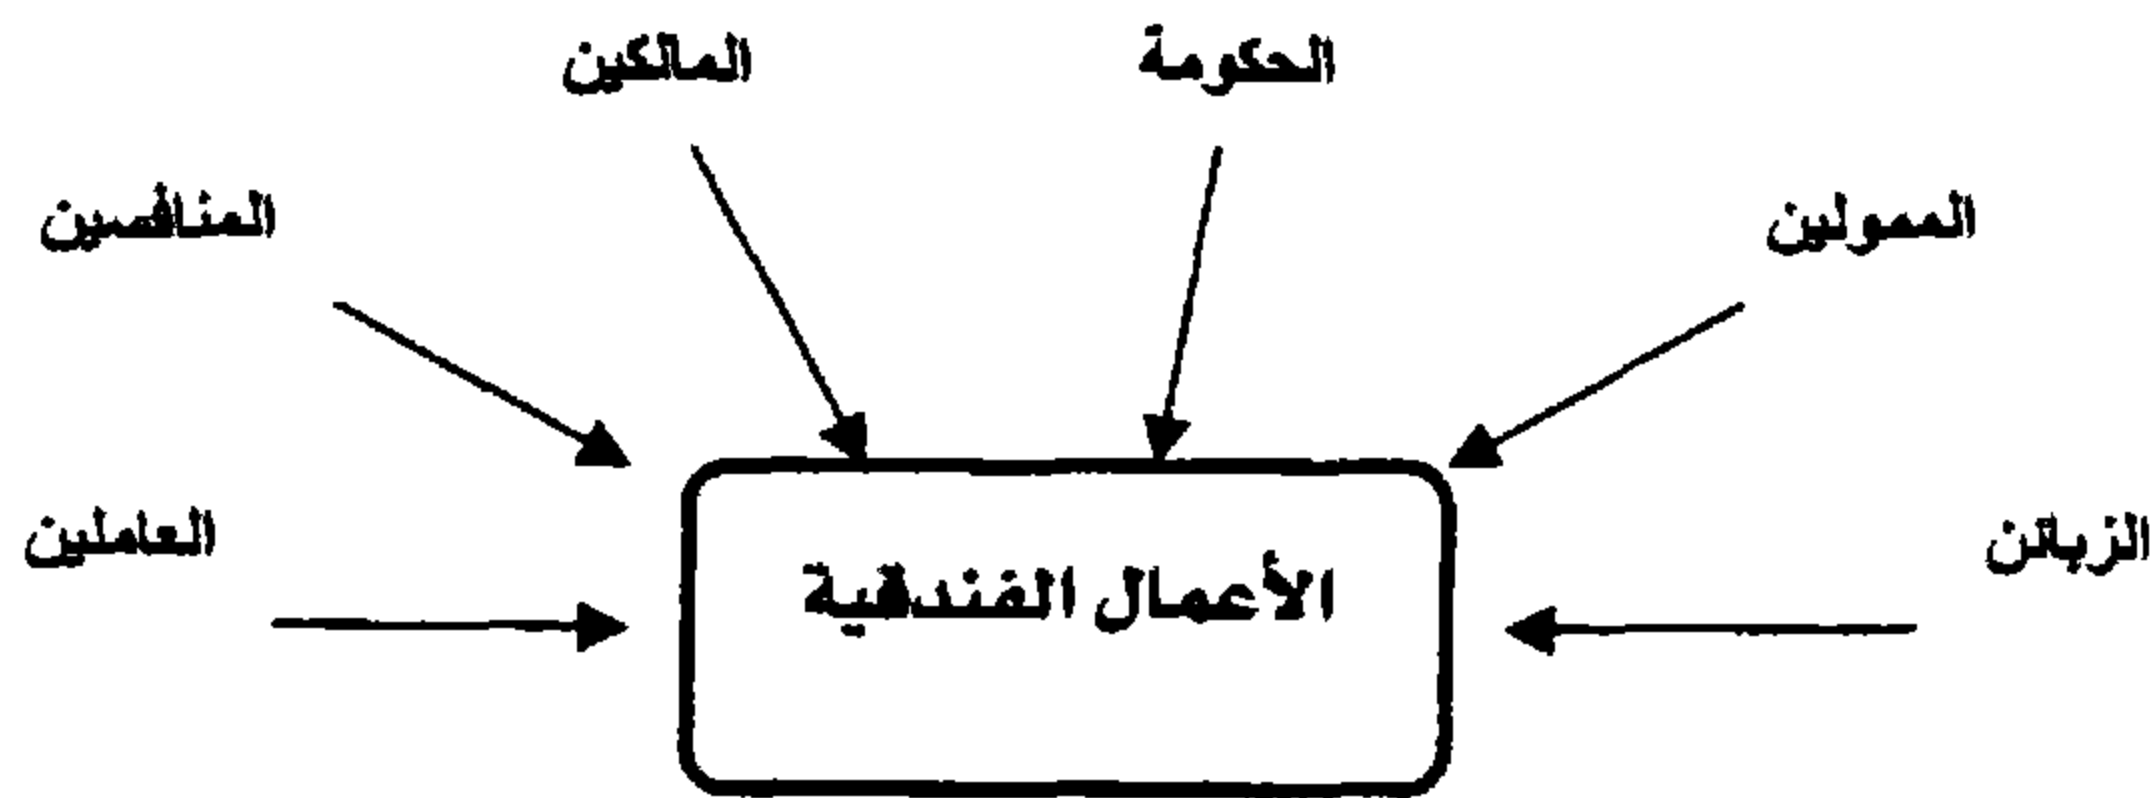 الحكومة
المالكين
الممولين
المنافسين
الزبائن
العاملين
الأعمال الفندقية